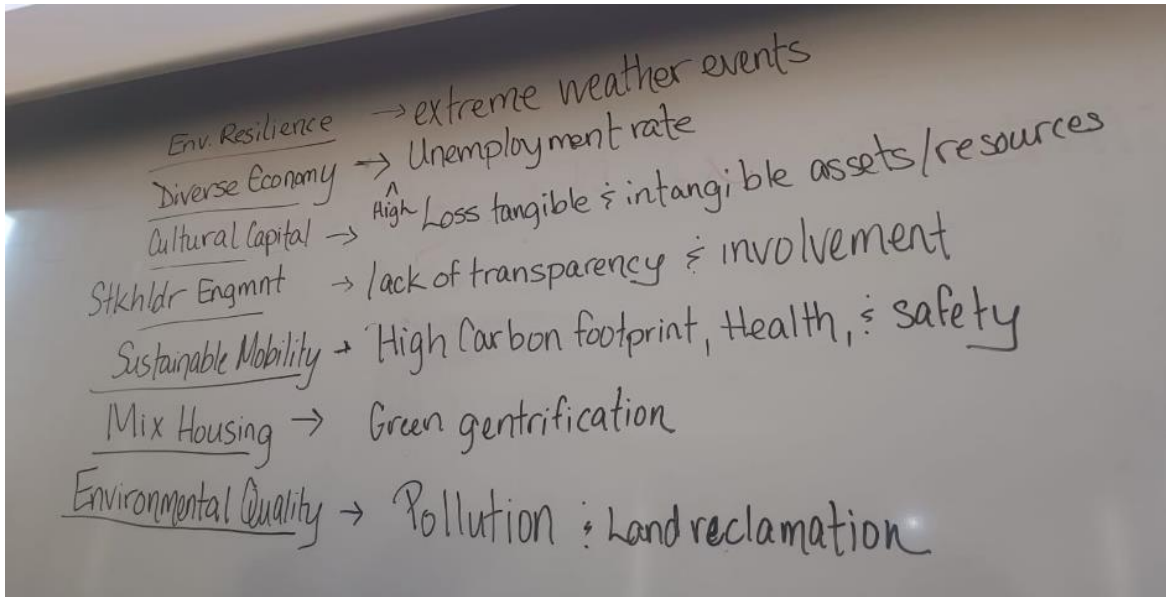 Env. Resilience → extreme weather events
Diverse Economy → High Unemployment rate
Cultural Capital → Loss tangible & intangible assets/resources
Stkhldr Engmnt → lack of transparency & involvement
Sustainable Mobility → High Carbon footprint, Health, & safety
Mix Housing → Green gentrification
Environmental Quality → Pollution & Land reclamation